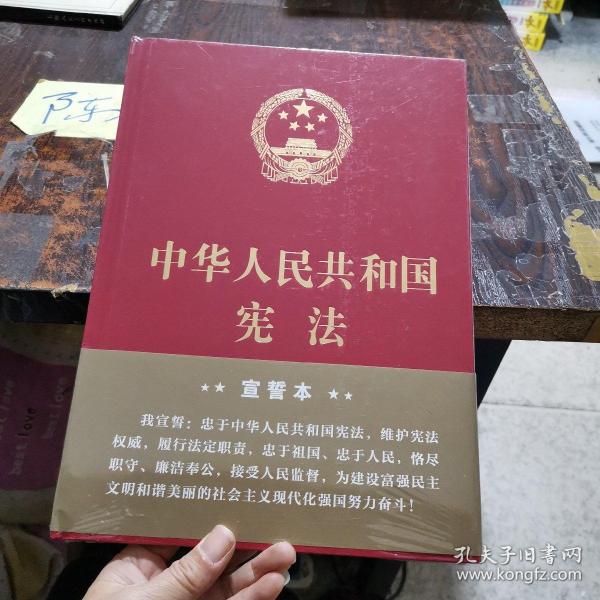 中华人民共和国
宪法
宣誓本
我宣誓:忠于中华人民共和国宪法,维护宪法
权威,履行法定职责,忠于祖国、忠于人民,恪尽
职守、廉洁奉公,接受人民监督,为建设富强民主
文明和谐美丽的社会主义现代化强国努力奋斗!
best love
孔夫子旧书网
www.kongfz.com